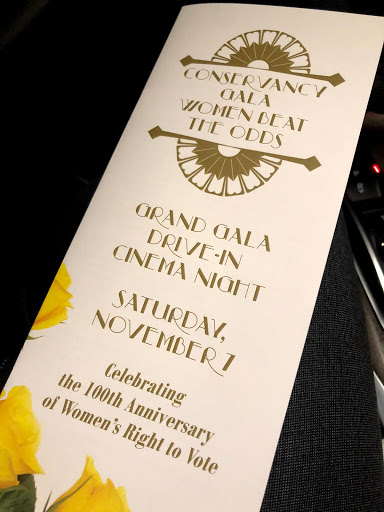 CONSERVANCY
GALA
WOMEN BEAT
THE ODDS
GRAND GALA
DRIVE-IN
CINEMA NIGHT
SATURDAY,
NOVEMBER 7
Celebrating
the 100th Anniversary
of Women's Right to Vote